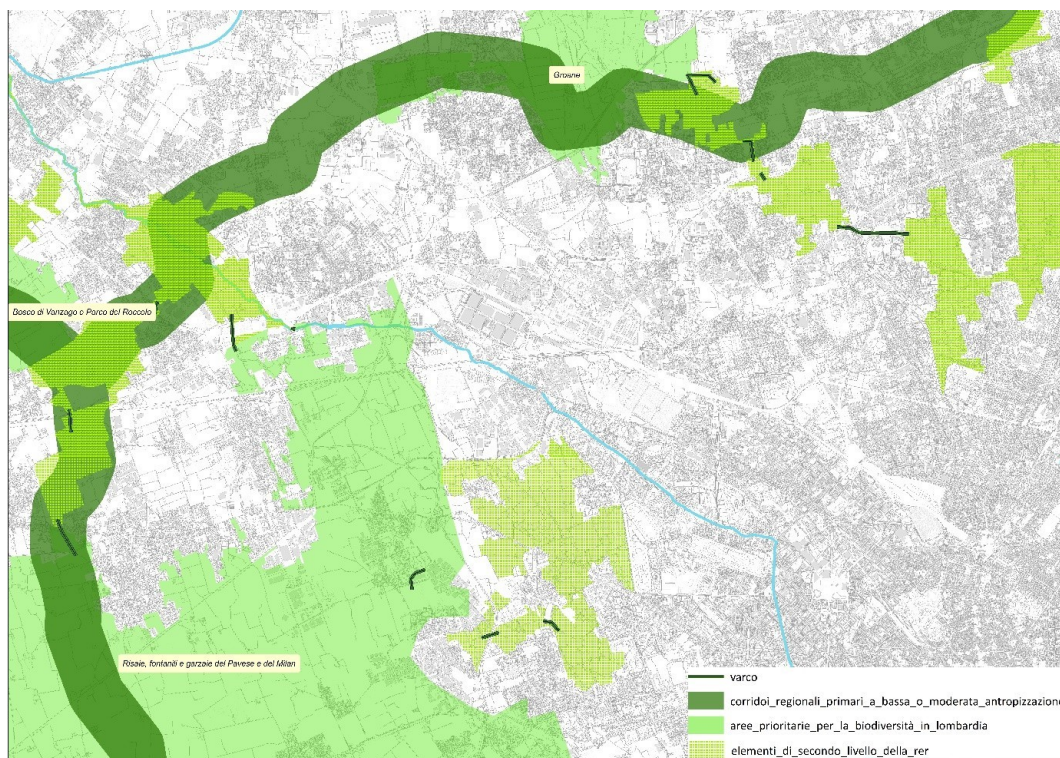 Groane
Bosco di Vanzago e Parco del Roccolo
Risaie, fontanili e garzaie del Pavese e del Milan
varco
corridoi_regionali_primari_a_bassa_o_moderata_antropizzazione
aree_prioritarie_per_la_biodiversità_in_lombardia
elementi_di_secondo_livello_della_rer